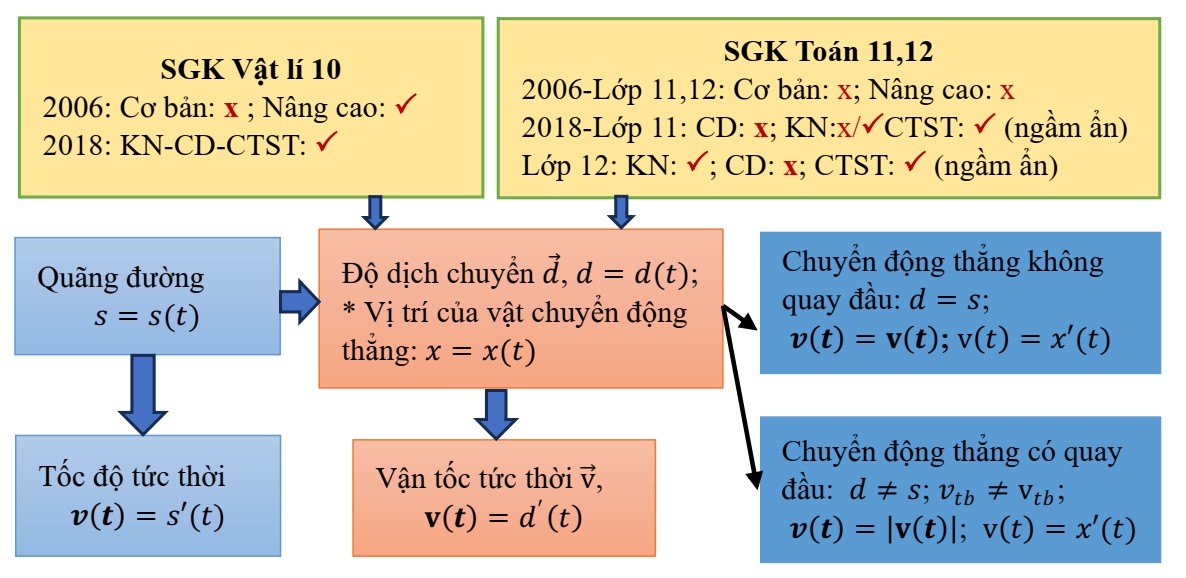 SGK Vật lí 10
2006: Cơ bản: x ; Nâng cao: ✓
2018: KN-CD-CTST: ✓
SGK Toán 11,12
2006-Lớp 11,12: Cơ bản: x; Nâng cao: x
2018-Lớp 11: CD: x; KN:x/✓CTST: ✓ (ngầm ẩn)
Lớp 12: KN: ✓; CD: x; CTST: ✓ (ngầm ẩn)
Quãng đường
s = s(t)
Độ dịch chuyển d⃗, d = d(t);
* Vị trí của vật chuyển động
thẳng: x = x(t)
Chuyển động thẳng không
quay đầu: d = s;
v(t) = v(t); v(t) = x′(t)
Tốc độ tức thời
v(t) = s′(t)
Vận tốc tức thời v⃗,
v(t) = d′(t)
Chuyển động thẳng có quay
đầu: d ≠ s; v_tb ≠ v_tb;
v(t) = |v(t)|; v(t) = x′(t)